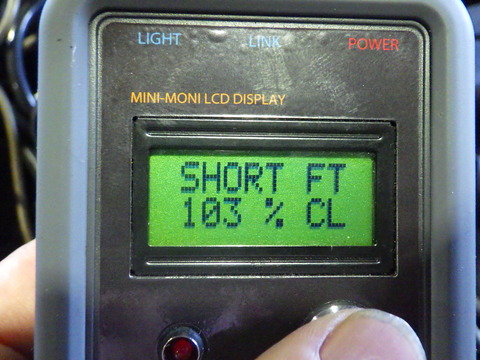 LIGHT LINK POWER
MINI-MONI LCD DISPLAY
SHORT FT
103 % CL